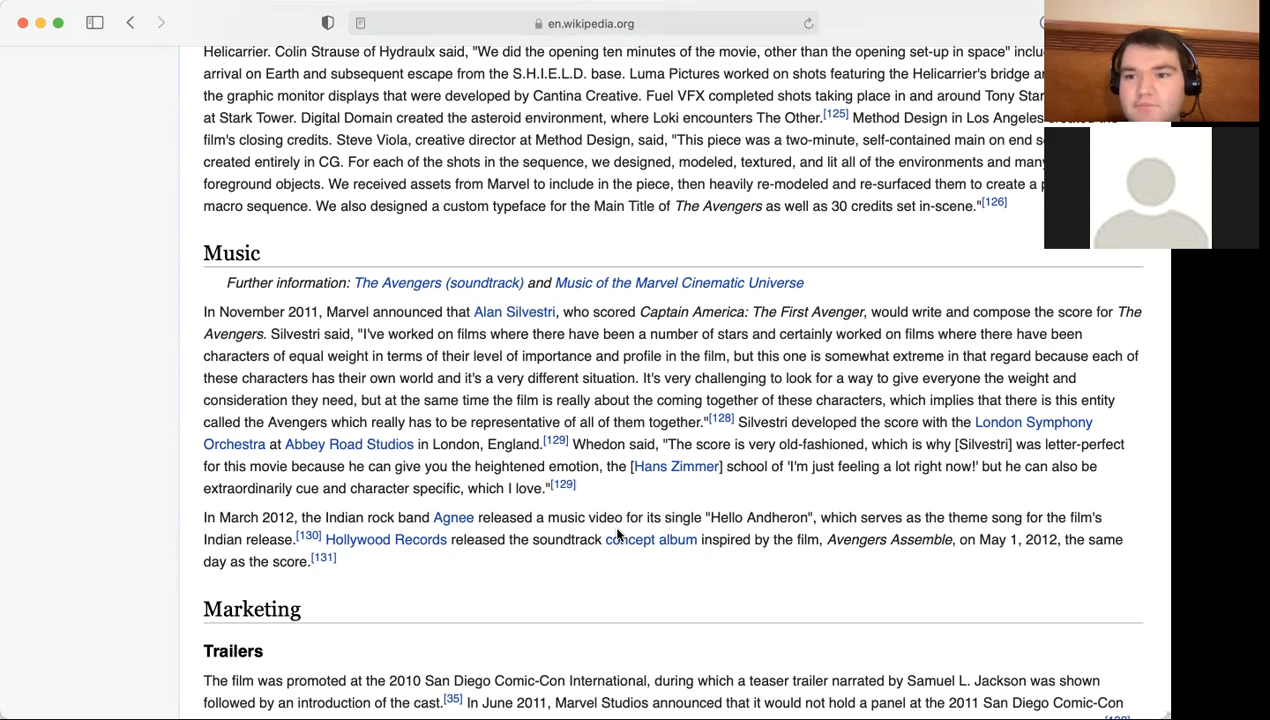 en.wikipedia.org
Helicarrier. Colin Strause of Hydraulx said, "We did the opening ten minutes of the movie, other than the opening set-up in space"
arrival on Earth and subsequent escape from the S.H.I.E.L.D. base. Luma Pictures worked on shots featuring the Helicarrier's bridge
the graphic monitor displays that were developed by Cantina Creative. Fuel VFX completed shots taking place in and around Tony
at Stark Tower. Digital Domain created the asteroid environment, where Loki encounters The Other.[125] Method Design in Los Angeles
film's closing credits. Steve Viola, creative director at Method Design, said, "This piece was a two-minute, self-contained main on end
created entirely in CG. For each of the shots in the sequence, we designed, modeled, textured, and lit all of the environments and
foreground objects. We received assets from Marvel to include in the piece, then heavily re-modeled and re-surfaced them to create a
macro sequence. We also designed a custom typeface for the Main Title of The Avengers as well as 30 credits set in-scene."[126]
Music
Further information: The Avengers (soundtrack) and Music of the Marvel Cinematic Universe
In November 2011, Marvel announced that Alan Silvestri, who scored Captain America: The First Avenger, would write and compose the score for The
Avengers. Silvestri said, "I've worked on films where there have been a number of stars and certainly worked on films where there have been
characters of equal weight in terms of their level of importance and profile in the film, but this one is somewhat extreme in that regard because each of
these characters has their own world and it's a very different situation. It's very challenging to look for a way to give everyone the weight and
consideration they need, but at the same time the film is really about the coming together of these characters, which implies that there is this entity
called the Avengers which really has to be representative of all of them together."[128] Silvestri developed the score with the London Symphony
Orchestra at Abbey Road Studios in London, England.[129] Whedon said, "The score is very old-fashioned, which is why [Silvestri] was letter-perfect
for this movie because he can give you the heightened emotion, the [Hans Zimmer] school of 'I'm just feeling a lot right now!' but he can also be
extraordinarily cue and character specific, which I love."[129]
In March 2012, the Indian rock band Agnee released a music video for its single "Hello Andheron", which serves as the theme song for the film's
Indian release.[130] Hollywood Records released the soundtrack concept album inspired by the film, Avengers Assemble, on May 1, 2012, the same
day as the score.[131]
Marketing
Trailers
The film was promoted at the 2010 San Diego Comic-Con International, during which a teaser trailer narrated by Samuel L. Jackson was shown
followed by an introduction of the cast.[35] In June 2011, Marvel Studios announced that it would not hold a panel at the 2011 San Diego Comic-Con